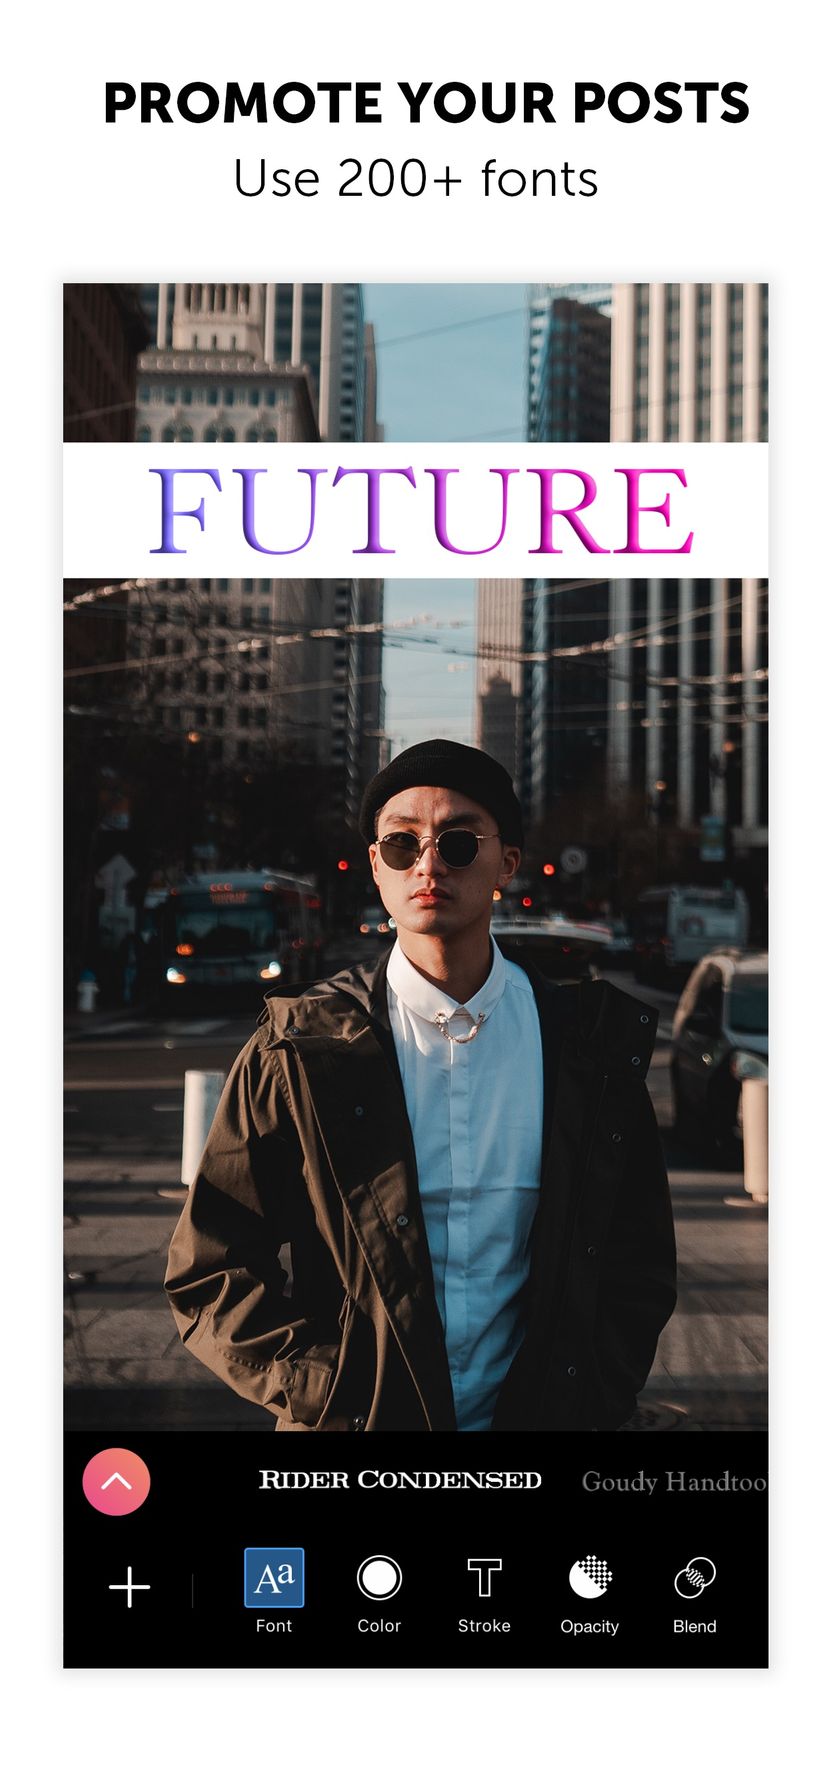 PROMOTE YOUR POSTS
Use 200+ fonts
FUTURE
RIDER CONDENSED Goudy Handtoo
Aa
Font Color Stroke Opacity Blend